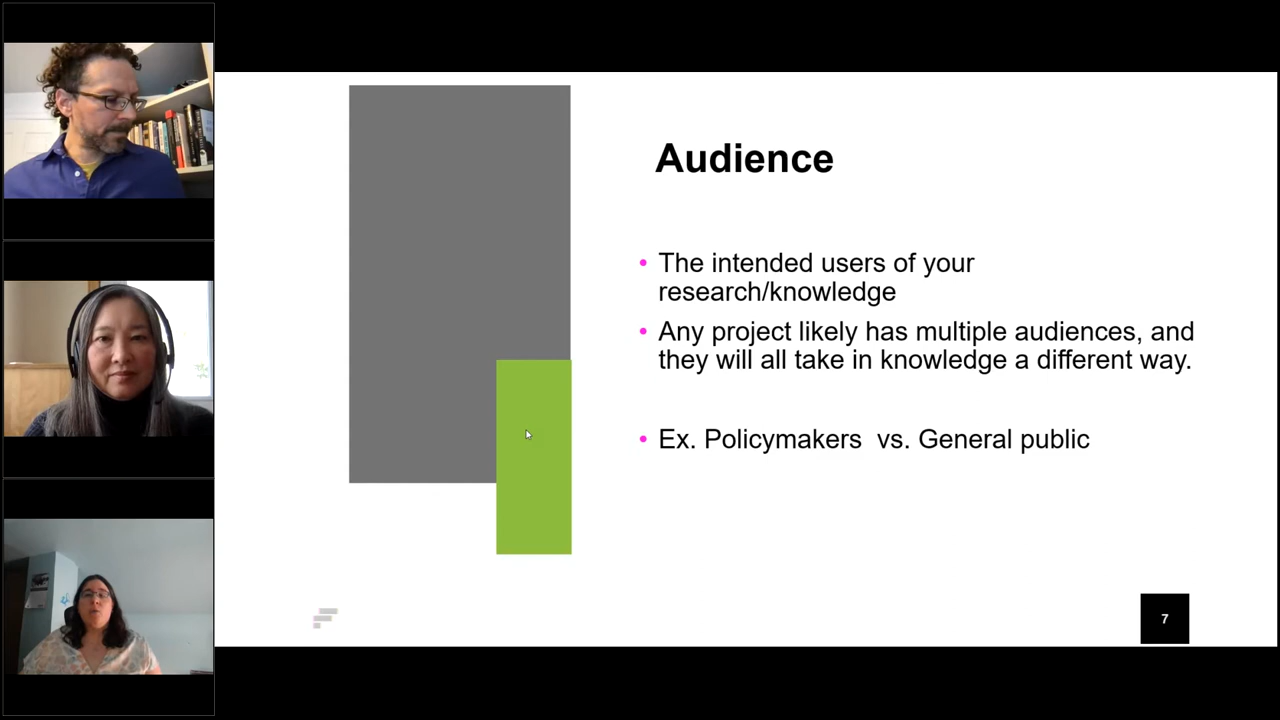 Audience
• The intended users of your
research/knowledge
• Any project likely has multiple audiences, and
they will all take in knowledge a different way.
• Ex. Policymakers  vs. General public
7